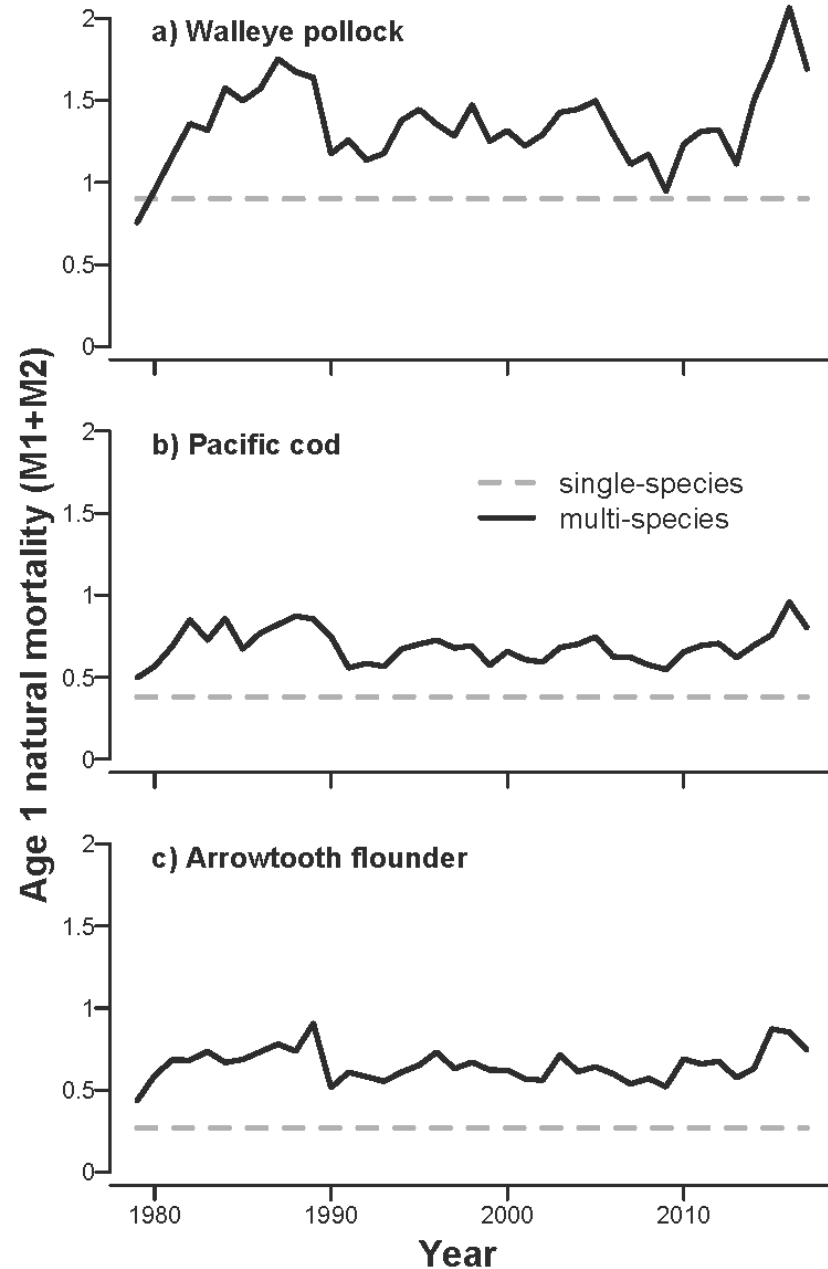 Age 1 natural mortality (M1+M2)
a) Walleye pollock
2
1.5
1
0.5
0
b) Pacific cod
single-species
multi-species
2
1.5
1
0.5
0
c) Arrowtooth flounder
2
1.5
1
0.5
0
1980 1990 2000 2010
Year